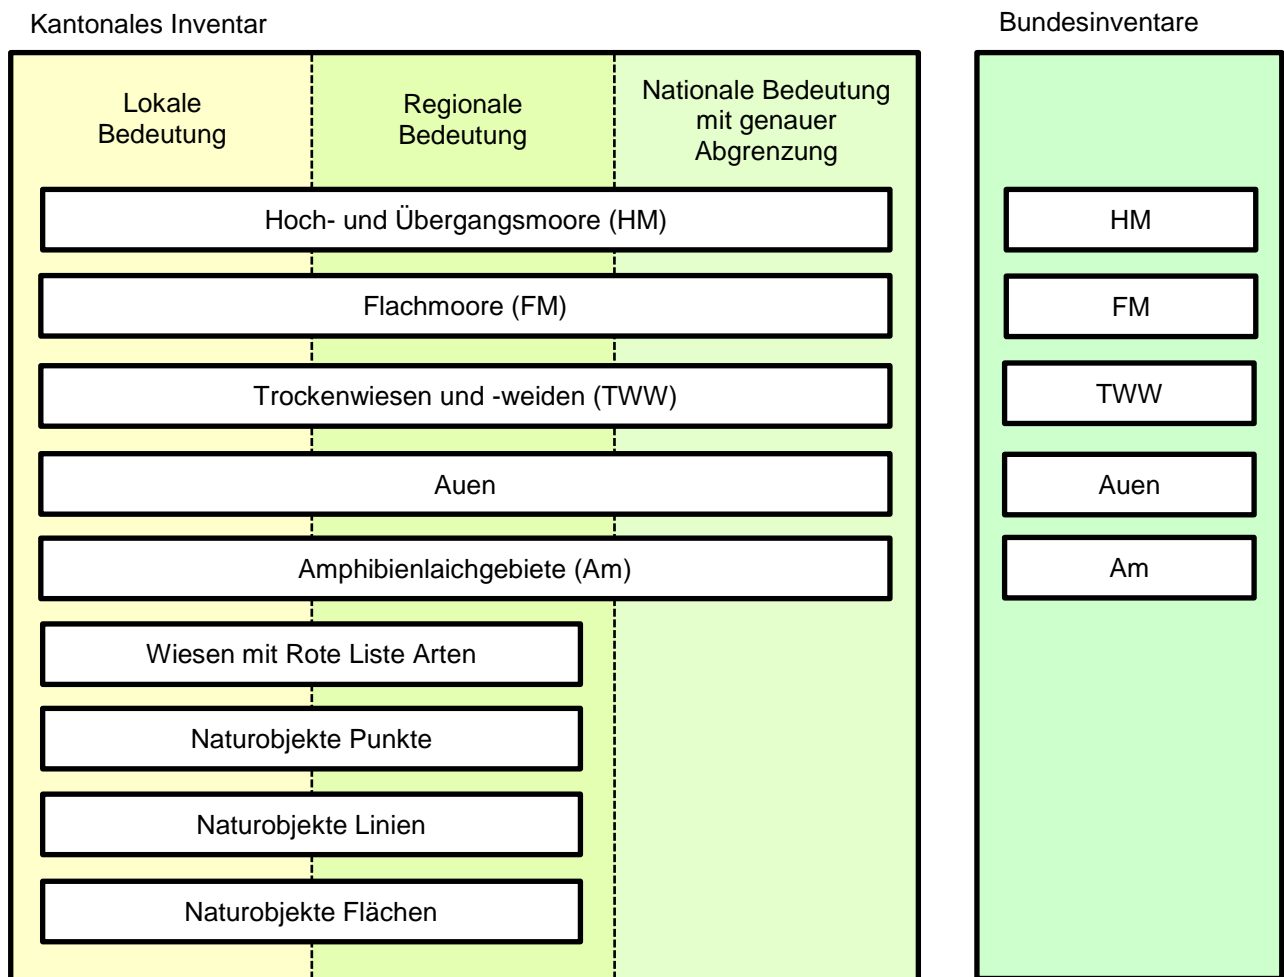 Kantonales Inventar
Bundesinventare
Lokale
Bedeutung
Regionale
Bedeutung
Nationale Bedeutung
mit genauer
Abgrenzung
Hoch- und Übergangsmoore (HM)
HM
Flachmoore (FM)
FM
Trockenwiesen und -weiden (TWW)
TWW
Auen
Auen
Amphibienlaichgebiete (Am)
Am
Wiesen mit Rote Liste Arten
Naturobjekte Punkte
Naturobjekte Linien
Naturobjekte Flächen